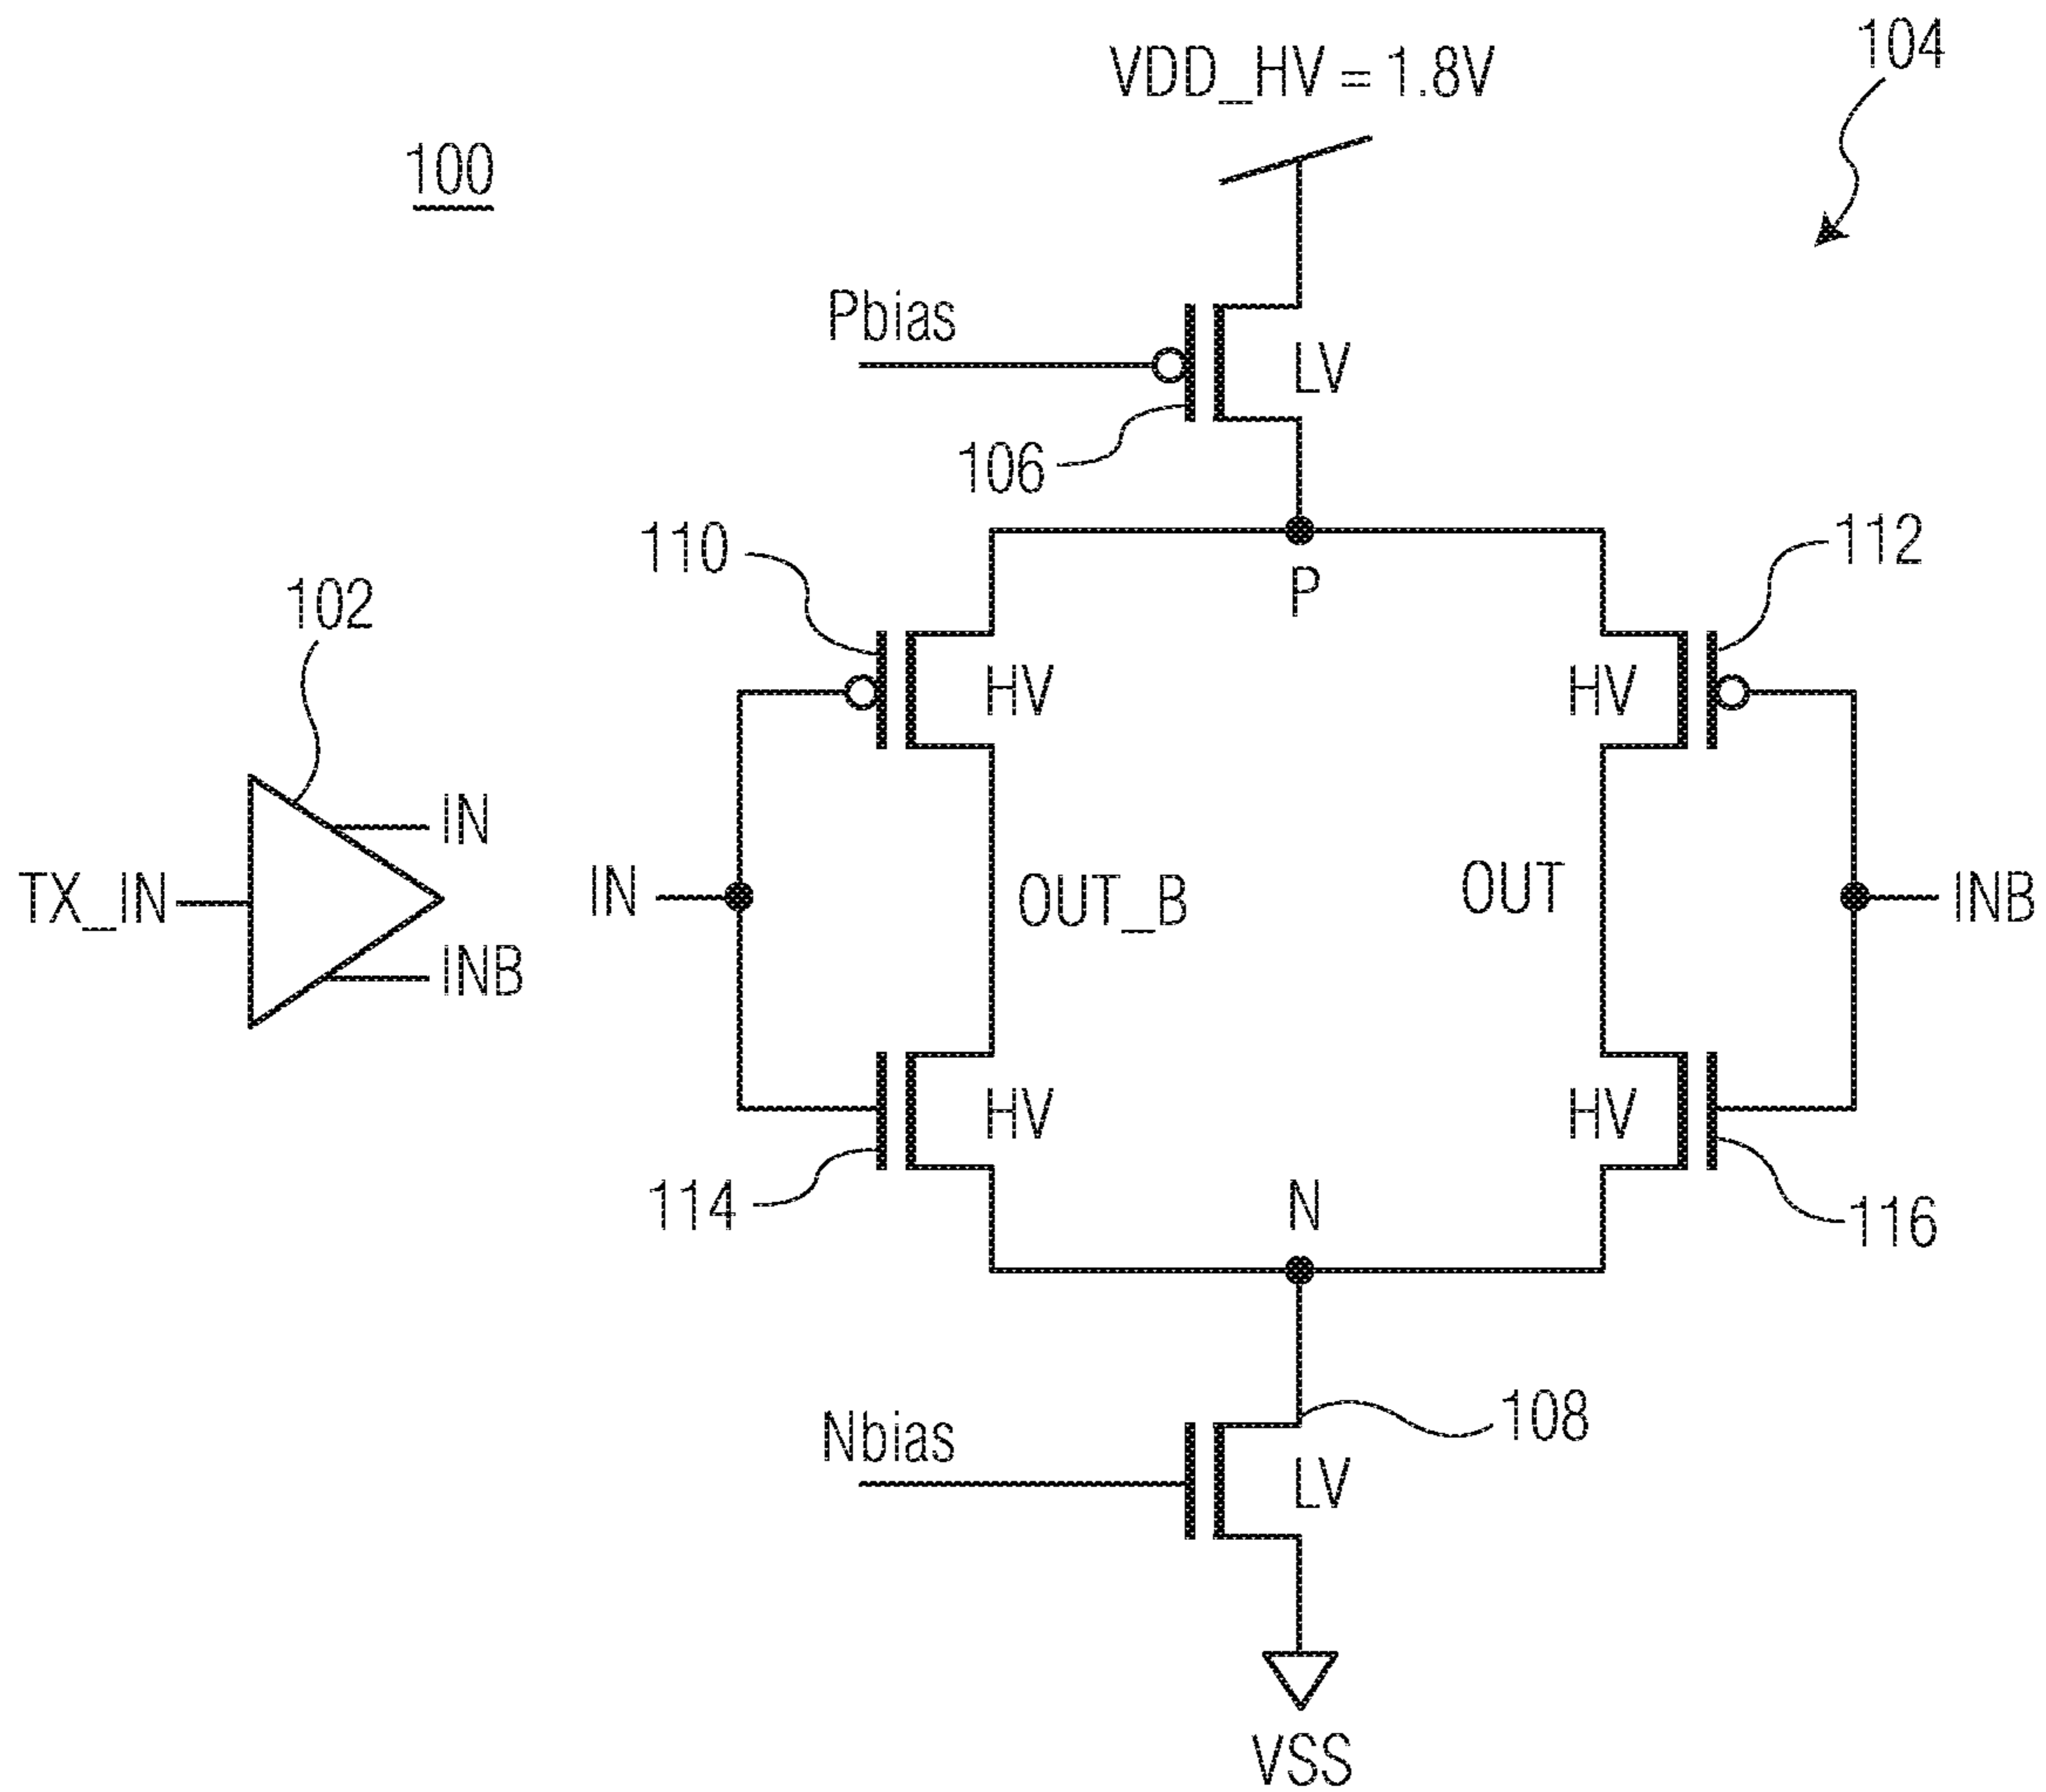 104
VDD_HV = 1.8V
100
Pbias
LV
106
110
112
P
102
HV
HV
IN
TX_IN
INB
IN
OUT_B
OUT
INB
HV
HV
114
N
116
108
Nbias
LV
VSS